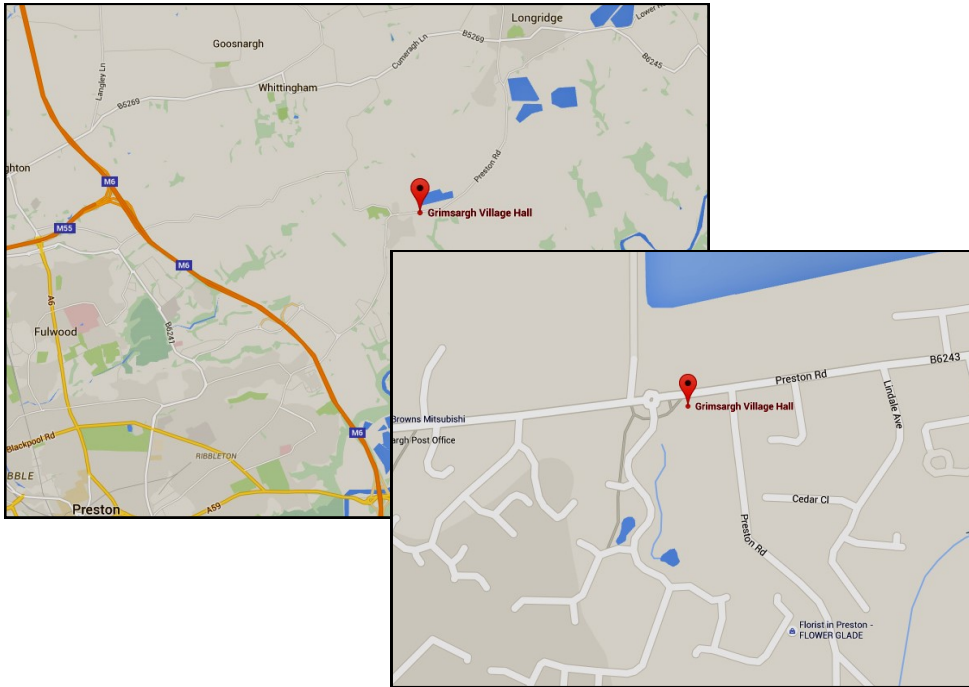 Longridge
Lower R
Goosnargh
B5269
Cumeragh Ln
B6245
Langley Ln
Whittingham
B5269
Preston Rd
ghton
M6
Grimsargh Village Hall
M55
M6
A6
B6241
Fulwood
Blackpool Rd
M6
RIBBLETON
BBLE
A59
Preston
B6243
Preston Rd
Lindale Ave
Grimsargh Village Hall
Browns Mitsubishi
argh Post Office
Cedar Cl
Preston Rd
Florist in Preston -
FLOWER GLADE